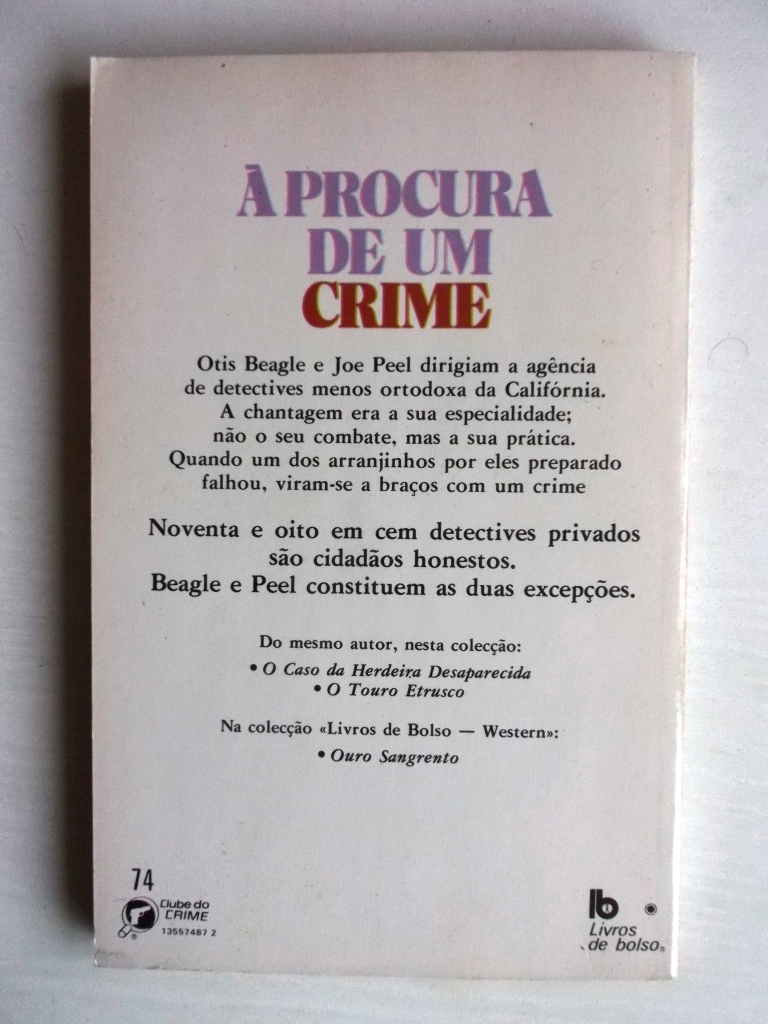 À PROCURA
DE UM
CRIME
Otis Beagle e Joe Peel dirigiam a agência
de detectives menos ortodoxa da Califórnia.
A chantagem era a sua especialidade;
não o seu combate, mas a sua prática.
Quando um dos arranjinhos por eles preparado
falhou, viram-se a braços com um crime
Noventa e oito em cem detectives privados
são cidadãos honestos.
Beagle e Peel constituem as duas excepções.
Do mesmo autor, nesta colecção:
• O Caso da Herdeira Desaparecida
• O Touro Etrusco
Na colecção «Livros de Bolso — Western»:
• Ouro Sangrento
74
Clube do
CRIME
13557487 2
lb
Livros
de bolso